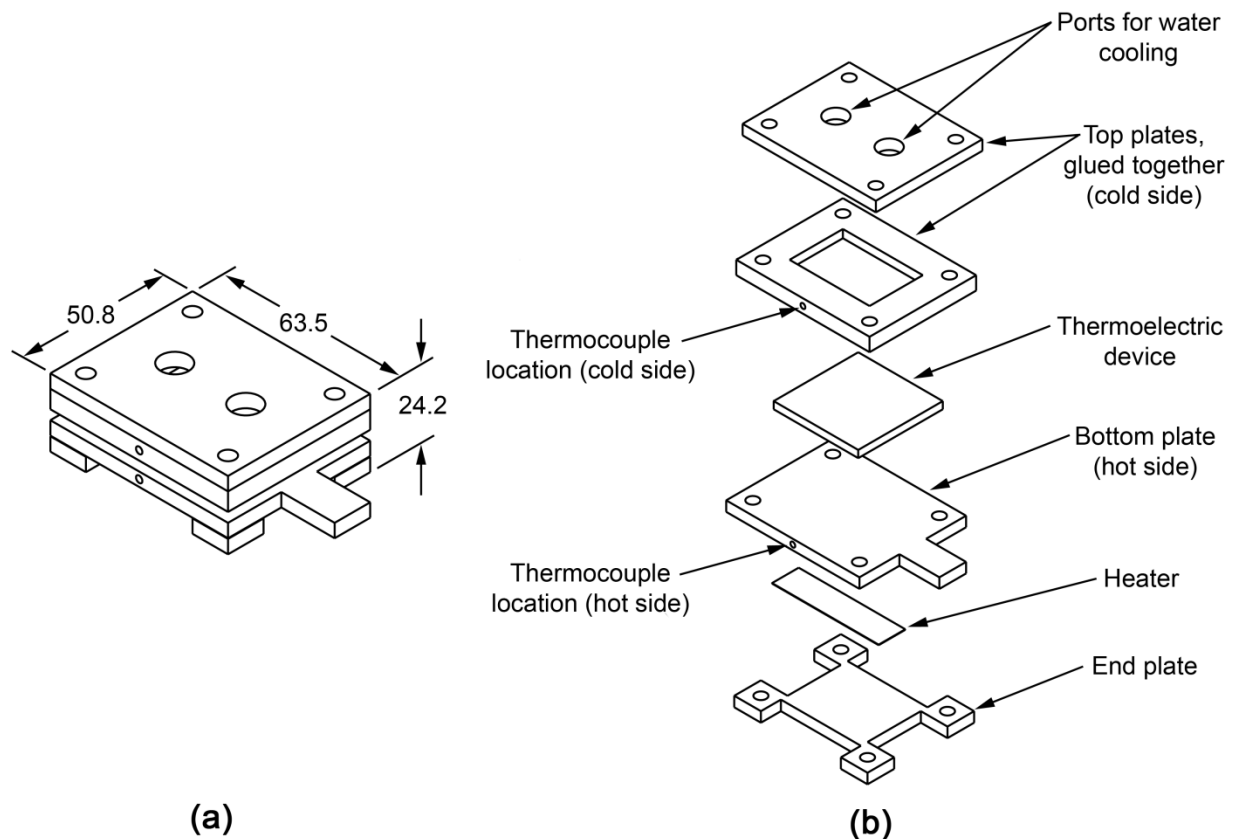 Ports for water
cooling
Top plates,
glued together
(cold side)
50.8
63.5
24.2
Thermocouple
location (cold side)
Thermoelectric
device
Bottom plate
(hot side)
Thermocouple
location (hot side)
Heater
End plate
(a)
(b)